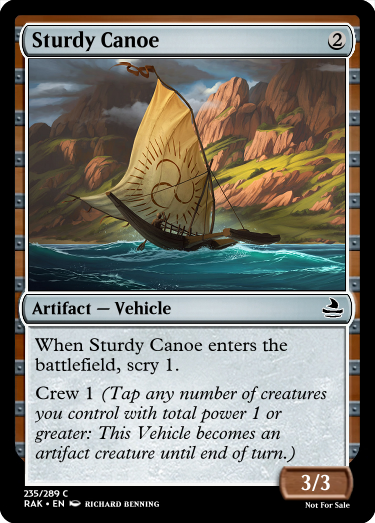 Sturdy Canoe
2
Artifact — Vehicle
When Sturdy Canoe enters the
battlefield, scry 1.
Crew 1 (Tap any number of creatures
you control with total power 1 or
greater: This Vehicle becomes an
artifact creature until end of turn.)
3/3
235/289 C
RAK • EN RICHARD BENNING
Not For Sale